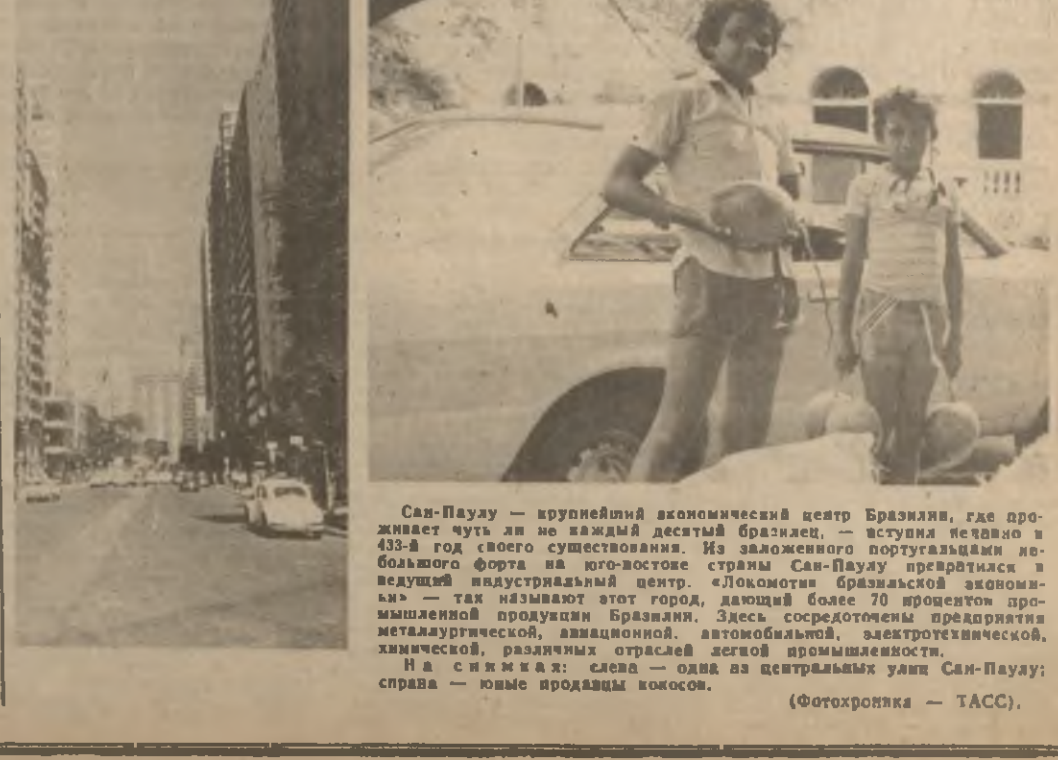 Сан-Паулу — крупнейший экономический центр Бразилии, где про-
живает чуть ли не каждый десятый бразилец, — вступил недавно в
433-й год своего существования. Из заложенного португальцами не-
большого форта на юго-востоке страны Сан-Паулу превратился в
ведущий индустриальный центр. «Локомотив бразильской экономи-
ки» — так называют этот город, дающий более 70 процентов про-
мышленной продукции Бразилии. Здесь сосредоточены предприятия
металлургической, авиационной, автомобильной, электротехнической,
химической, различных отраслей легкой промышленности.
На снимках: слева — одна из центральных улиц Сан-Паулу;
справа — юные продавцы кокосов.
(Фотохроника — ТАСС).